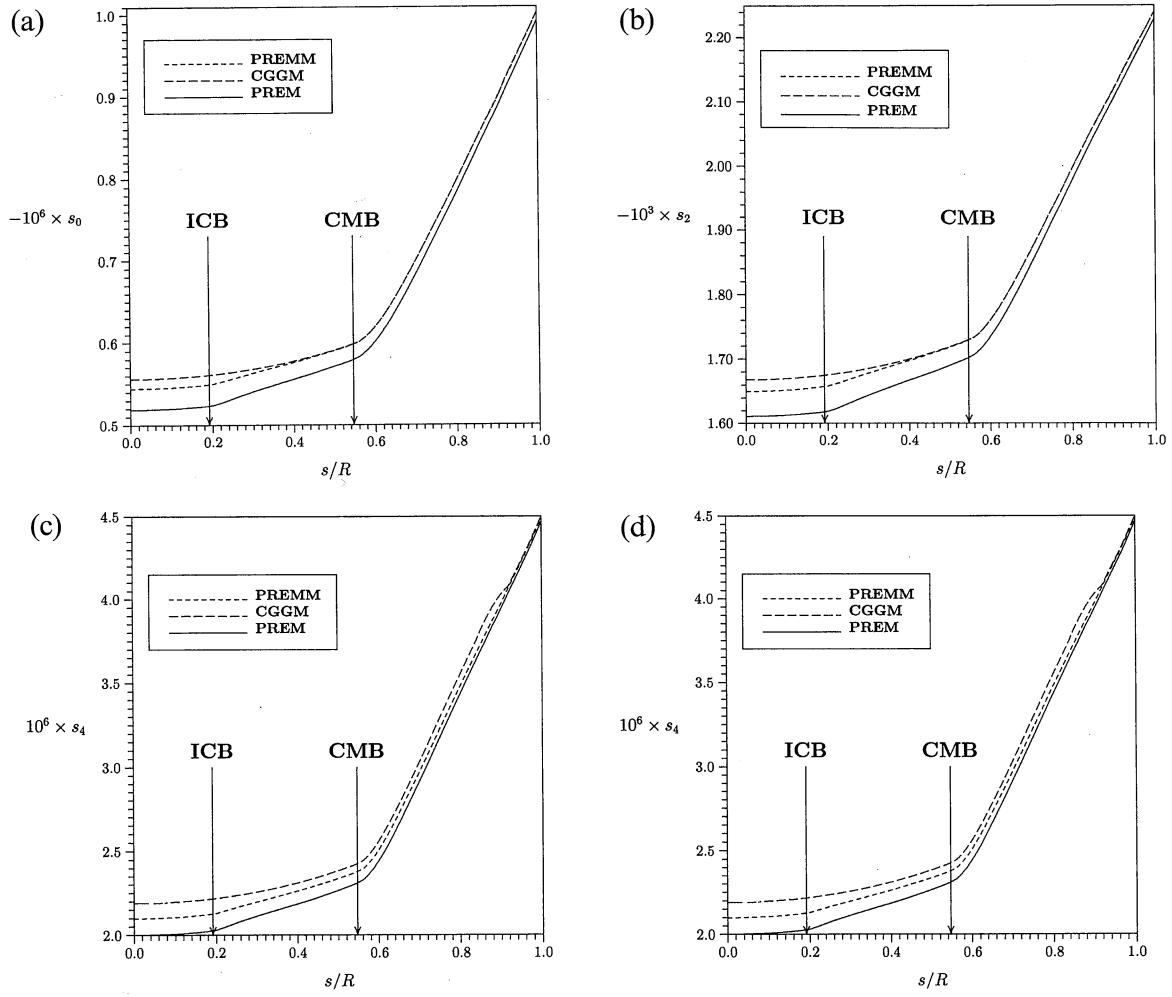 (a)
1.0
0.9
0.8
0.7
0.6
0.5
−10⁶ × s₀
PREMM
CGGM
PREM
ICB
CMB
0.0 0.2 0.4 0.6 0.8 1.0
s/R
(b)
2.20
2.10
2.00
1.90
1.80
1.70
1.60
−10³ × s₂
PREMM
CGGM
PREM
ICB
CMB
0.0 0.2 0.4 0.6 0.8 1.0
s/R
(c)
4.5
4.0
3.5
3.0
2.5
2.0
10⁶ × s₄
PREMM
CGGM
PREM
ICB
CMB
0.0 0.2 0.4 0.6 0.8 1.0
s/R
(d)
4.5
4.0
3.5
3.0
2.5
2.0
10⁶ × s₄
PREMM
CGGM
PREM
ICB
CMB
0.0 0.2 0.4 0.6 0.8 1.0
s/R